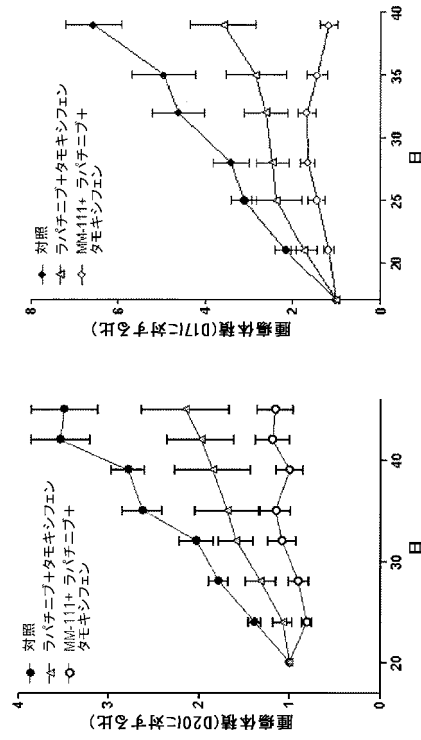 対照
ラパチニブ+タモキシフェン
MM-111+ ラパチニブ+
タモキシフェン
腫瘍体積(D20に対する比)
4
3
2
1
0
20
30
40
日
対照
ラパチニブ+タモキシフェン
MM-111+ ラパチニブ+
タモキシフェン
腫瘍体積(D17に対する比)
8
6
4
2
0
20
25
30
35
40
日